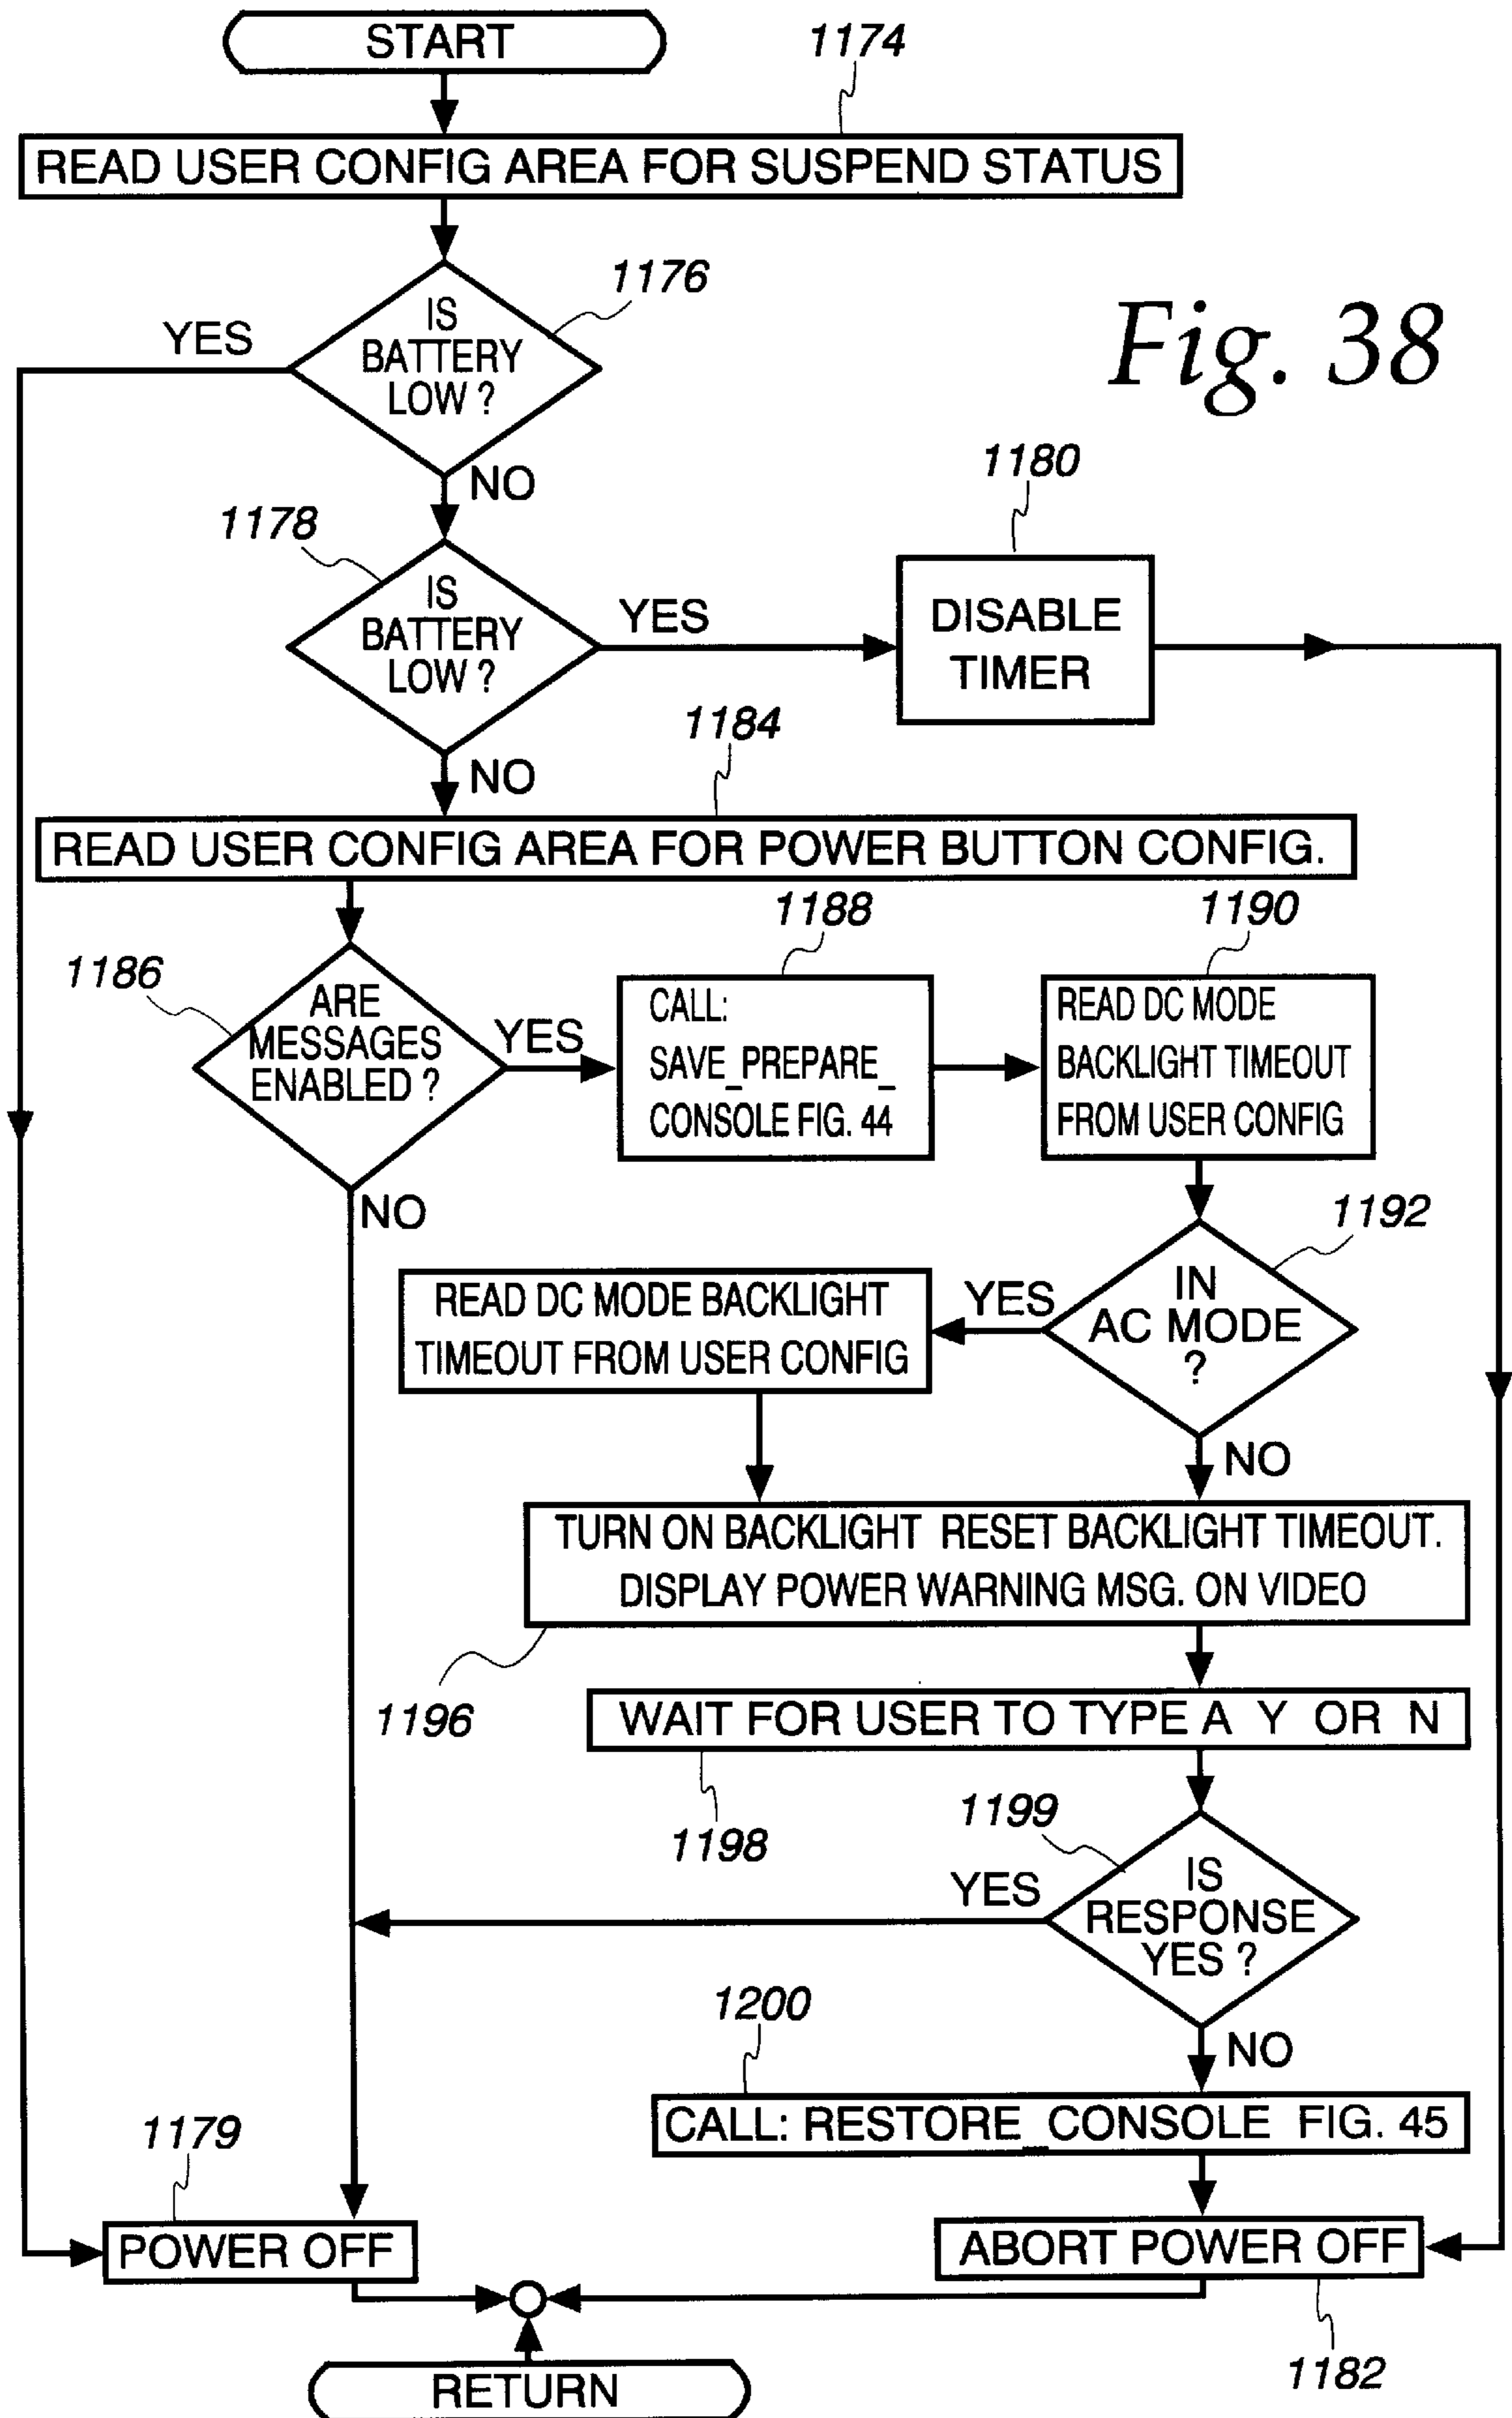 START
1174
READ USER CONFIG AREA FOR SUSPEND STATUS
1176
IS
BATTERY
LOW ?
YES
Fig. 38
NO
1178
IS
BATTERY
LOW ?
YES
1180
DISABLE
TIMER
1184
NO
READ USER CONFIG AREA FOR POWER BUTTON CONFIG.
1186
ARE
MESSAGES
ENABLED ?
YES
1188
CALL:
SAVE_PREPARE_
CONSOLE FIG. 44
1190
READ DC MODE
BACKLIGHT TIMEOUT
FROM USER CONFIG
NO
1192
IN
AC MODE
?
YES
READ DC MODE BACKLIGHT
TIMEOUT FROM USER CONFIG
NO
TURN ON BACKLIGHT RESET BACKLIGHT TIMEOUT.
DISPLAY POWER WARNING MSG. ON VIDEO
1196
WAIT FOR USER TO TYPE A Y OR N
1198
1199
IS
RESPONSE
YES ?
YES
1200
NO
CALL: RESTORE_CONSOLE FIG. 45
1179
POWER OFF
ABORT POWER OFF
1182
RETURN